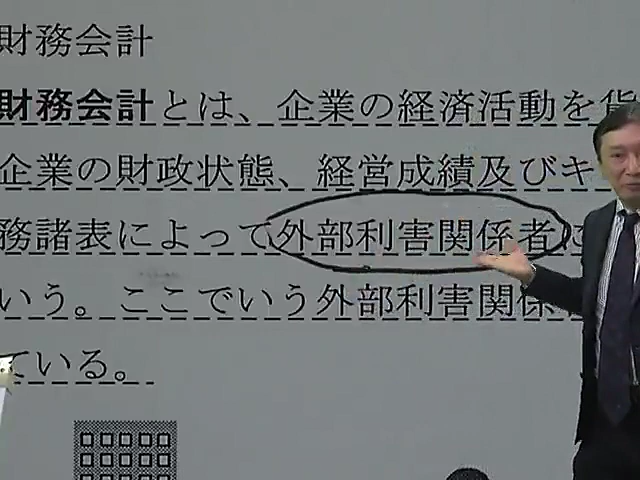 財務会計
財務会計とは、企業の経済活動を貨
企業の財政状態、経営成績及びキ
務諸表によって外部利害関係者に
いう。ここでいう外部利害関係
ている。